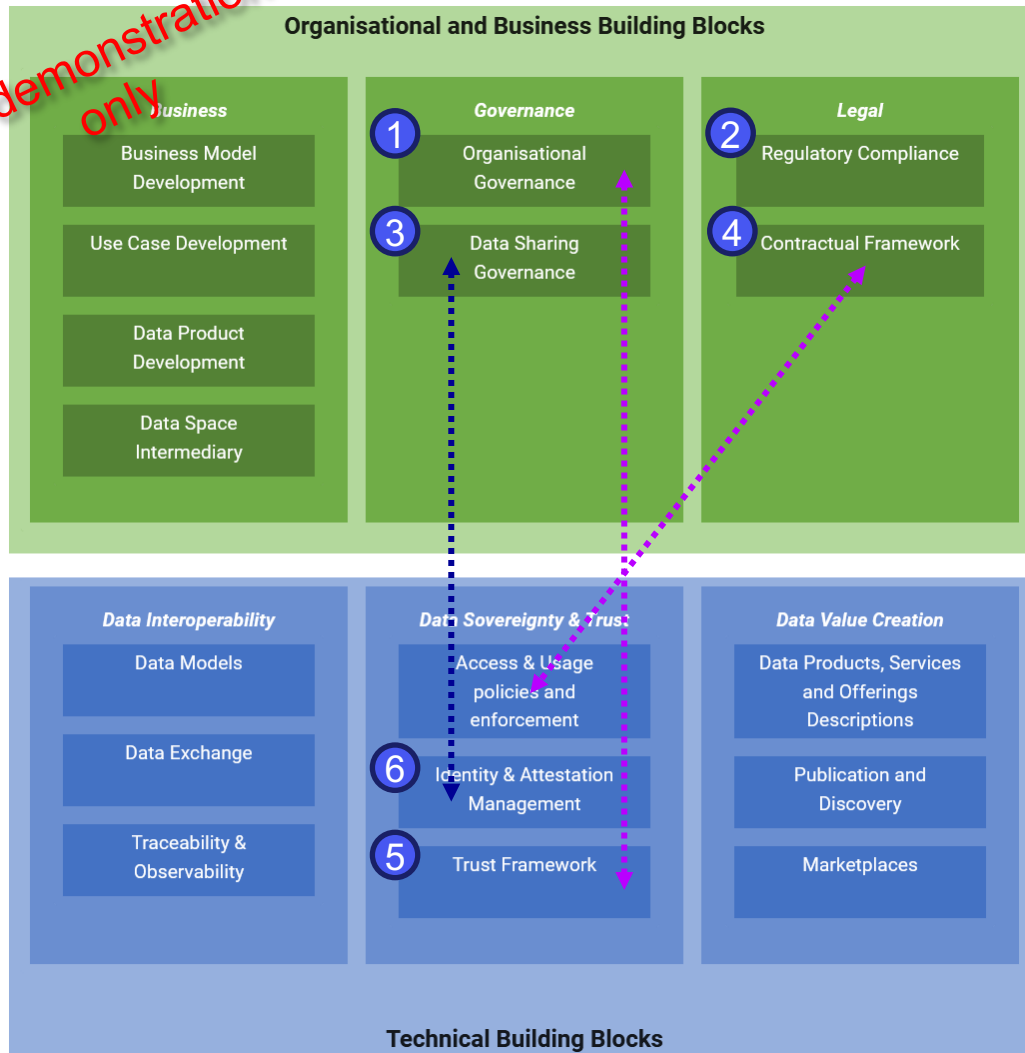 demonstration
only
Organisational and Business Building Blocks
Business
Business Model
Development
Use Case Development
Data Product
Development
Data Space
Intermediary
Governance
1
Organisational
Governance
3
Data Sharing
Governance
Legal
2
Regulatory Compliance
4
Contractual Framework
Data Interoperability
Data Models
Data Exchange
Traceability &
Observability
Data Sovereignty & Trust
Access & Usage
policies and
enforcement
6
Identity & Attestation
Management
5
Trust Framework
Data Value Creation
Data Products, Services
and Offerings
Descriptions
Publication and
Discovery
Marketplaces
Technical Building Blocks